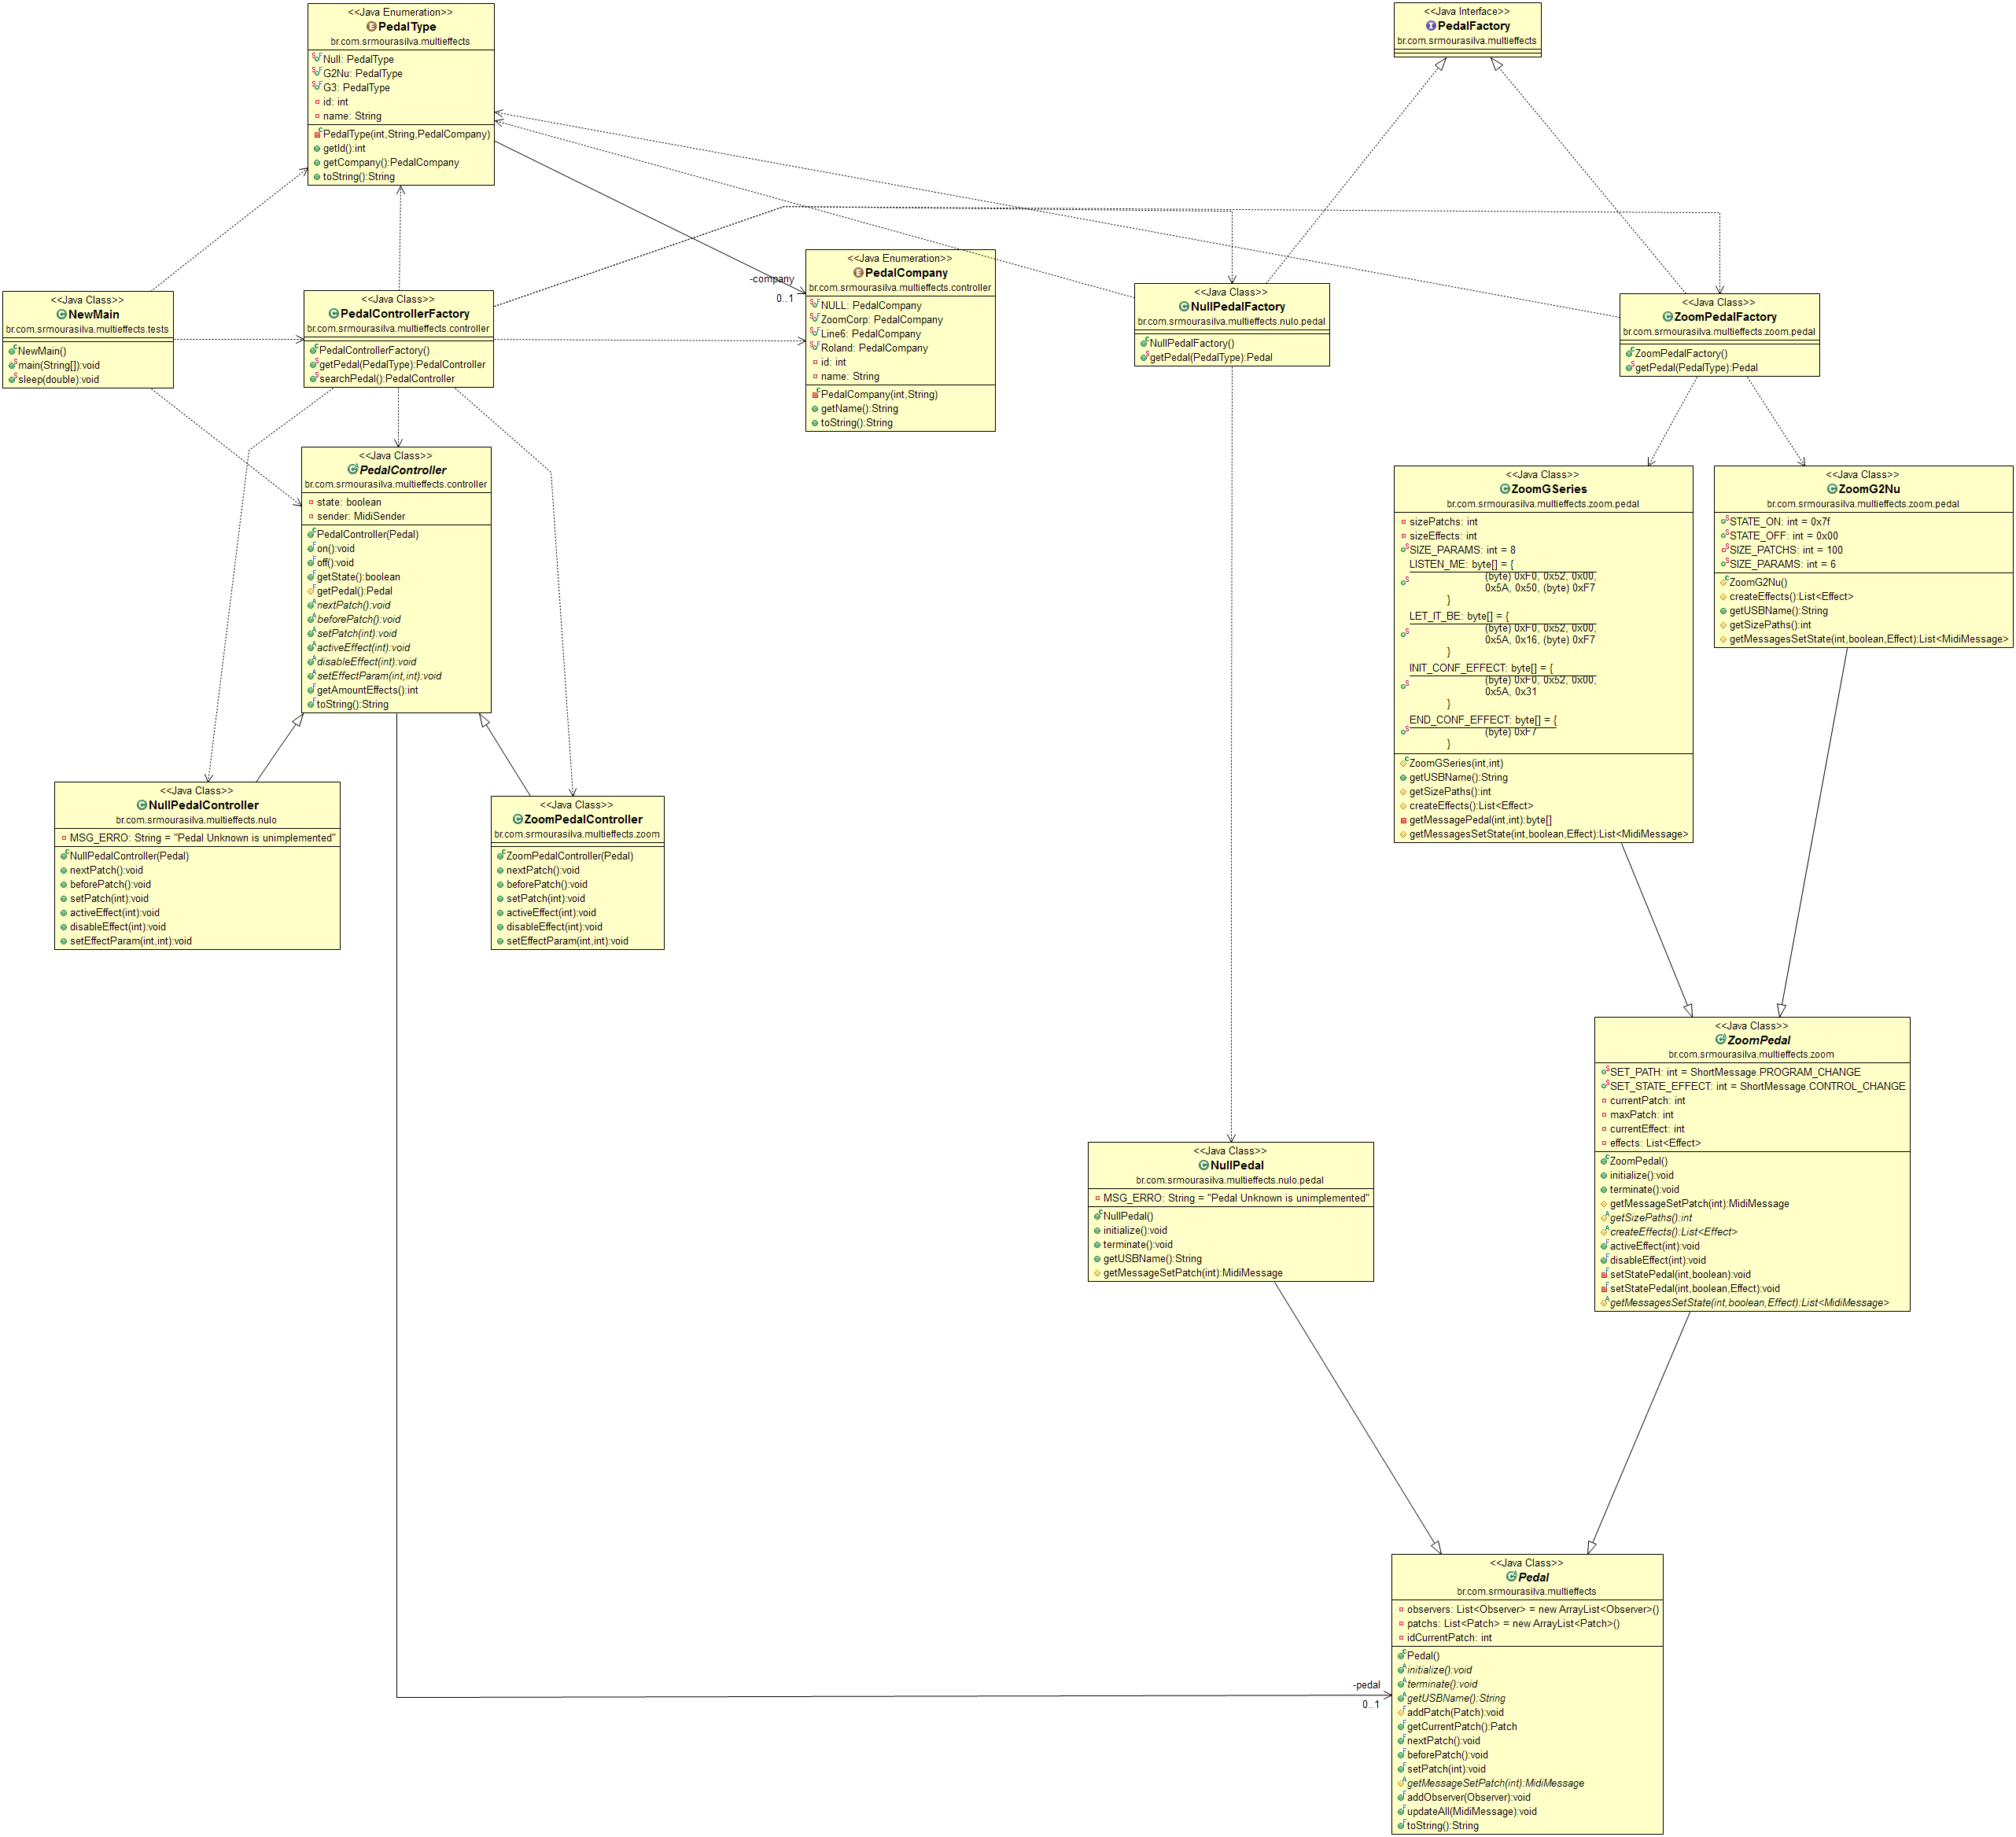 <<Java Enumeration>>
PedalType
br.com.srmourasilva.multieffects
Null: PedalType
G2Nu: PedalType
G3: PedalType
id: int
name: String
PedalType(int,String,PedalCompany)
getId():int
getCompany():PedalCompany
toString():String
<<Java Interface>>
PedalFactory
br.com.srmourasilva.multieffects
-company
0..1
<<Java Enumeration>>
PedalCompany
br.com.srmourasilva.multieffects.controller
NULL: PedalCompany
ZoomCorp: PedalCompany
Line6: PedalCompany
Roland: PedalCompany
id: int
name: String
PedalCompany(int,String)
getName():String
toString():String
<<Java Class>>
NewMain
br.com.srmourasilva.multieffects.tests
NewMain()
main(String[]):void
sleep(double):void
<<Java Class>>
PedalControllerFactory
br.com.srmourasilva.multieffects.controller
PedalControllerFactory()
getPedal(PedalType):PedalController
searchPedal():PedalController
<<Java Class>>
NullPedalFactory
br.com.srmourasilva.multieffects.nulo.pedal
NullPedalFactory()
getPedal(PedalType):Pedal
<<Java Class>>
ZoomPedalFactory
br.com.srmourasilva.multieffects.zoom.pedal
ZoomPedalFactory()
getPedal(PedalType):Pedal
<<Java Class>>
PedalController
br.com.srmourasilva.multieffects.controller
state: boolean
sender: MidiSender
PedalController(Pedal)
on():void
off():void
getState():boolean
getPedal():Pedal
nextPatch():void
beforePatch():void
setPatch(int):void
activeEffect(int):void
disableEffect(int):void
setEffectParam(int,int):void
getAmountEffects():int
toString():String
<<Java Class>>
ZoomGSeries
br.com.srmourasilva.multieffects.zoom.pedal
sizePatchs: int
sizeEffects: int
SIZE_PARAMS: int = 8
LISTEN_ME: byte[] = {
(byte) 0xF0, 0x52, 0x00,
0x5A, 0x50, (byte) 0xF7
}
LET_IT_BE: byte[] = {
(byte) 0xF0, 0x52, 0x00,
0x5A, 0x16, (byte) 0xF7
}
INIT_CONF_EFFECT: byte[] = {
(byte) 0xF0, 0x52, 0x00,
0x5A, 0x31
}
END_CONF_EFFECT: byte[] = {
(byte) 0xF7
}
ZoomGSeries(int,int)
getUSBName():String
getSizePaths():int
createEffects():List<Effect>
getMessagePedal(int,int):byte[]
getMessagesSetState(int,boolean,Effect):List<MidiMessage>
<<Java Class>>
ZoomG2Nu
br.com.srmourasilva.multieffects.zoom.pedal
STATE_ON: int = 0x7f
STATE_OFF: int = 0x00
SIZE_PATCHS: int = 100
SIZE_PARAMS: int = 6
ZoomG2Nu()
createEffects():List<Effect>
getUSBName():String
getSizePaths():int
getMessagesSetState(int,boolean,Effect):List<MidiMessage>
<<Java Class>>
NullPedalController
br.com.srmourasilva.multieffects.nulo
MSG_ERRO: String = "Pedal Unknown is unimplemented"
NullPedalController(Pedal)
nextPatch():void
beforePatch():void
setPatch(int):void
activeEffect(int):void
disableEffect(int):void
setEffectParam(int,int):void
<<Java Class>>
ZoomPedalController
br.com.srmourasilva.multieffects.zoom
ZoomPedalController(Pedal)
nextPatch():void
beforePatch():void
setPatch(int):void
activeEffect(int):void
disableEffect(int):void
setEffectParam(int,int):void
<<Java Class>>
ZoomPedal
br.com.srmourasilva.multieffects.zoom
SET_PATH: int = ShortMessage.PROGRAM_CHANGE
SET_STATE_EFFECT: int = ShortMessage.CONTROL_CHANGE
currentPatch: int
maxPatch: int
currentEffect: int
effects: List<Effect>
ZoomPedal()
initialize():void
terminate():void
getMessageSetPatch(int):MidiMessage
getSizePaths():int
createEffects():List<Effect>
activeEffect(int):void
disableEffect(int):void
setStatePedal(int,boolean):void
setStatePedal(int,boolean,Effect):void
getMessagesSetState(int,boolean,Effect):List<MidiMessage>
<<Java Class>>
NullPedal
br.com.srmourasilva.multieffects.nulo.pedal
MSG_ERRO: String = "Pedal Unknown is unimplemented"
NullPedal()
initialize():void
terminate():void
getUSBName():String
getMessageSetPatch(int):MidiMessage
<<Java Class>>
Pedal
br.com.srmourasilva.multieffects
observers: List<Observer> = new ArrayList<Observer>()
patchs: List<Patch> = new ArrayList<Patch>()
idCurrentPatch: int
Pedal()
initialize():void
terminate():void
getUSBName():String
addPatch(Patch):void
getCurrentPatch():Patch
nextPatch():void
beforePatch():void
setPatch(int):void
getMessageSetPatch(int):MidiMessage
addObserver(Observer):void
updateAll(MidiMessage):void
toString():String
-pedal
0..1